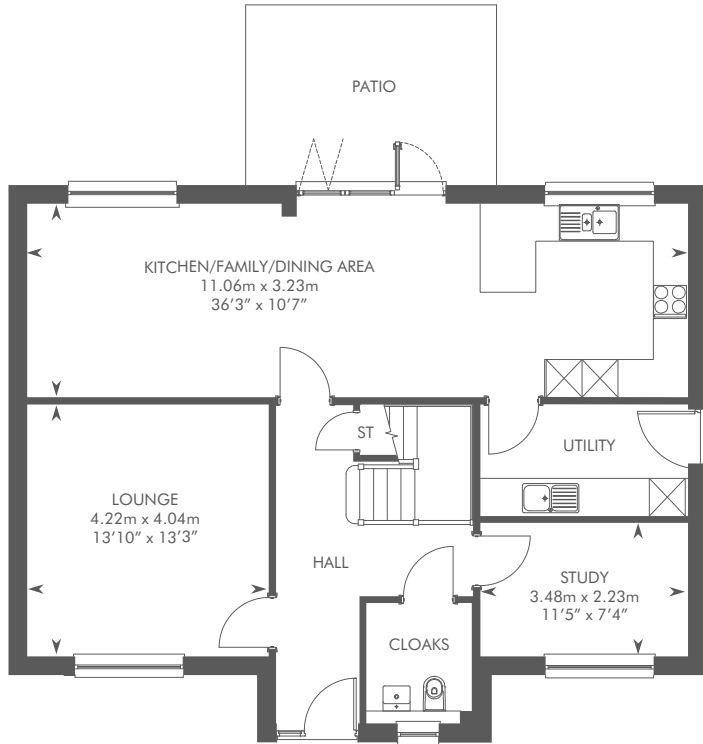 PATIO
KITCHEN/FAMILY/DINING AREA
11.06m x 3.23m
36’3” x 10’7”
ST
UTILITY
LOUNGE
4.22m x 4.04m
13’10” x 13’3”
HALL
STUDY
3.48m x 2.23m
11’5” x 7’4”
CLOAKS